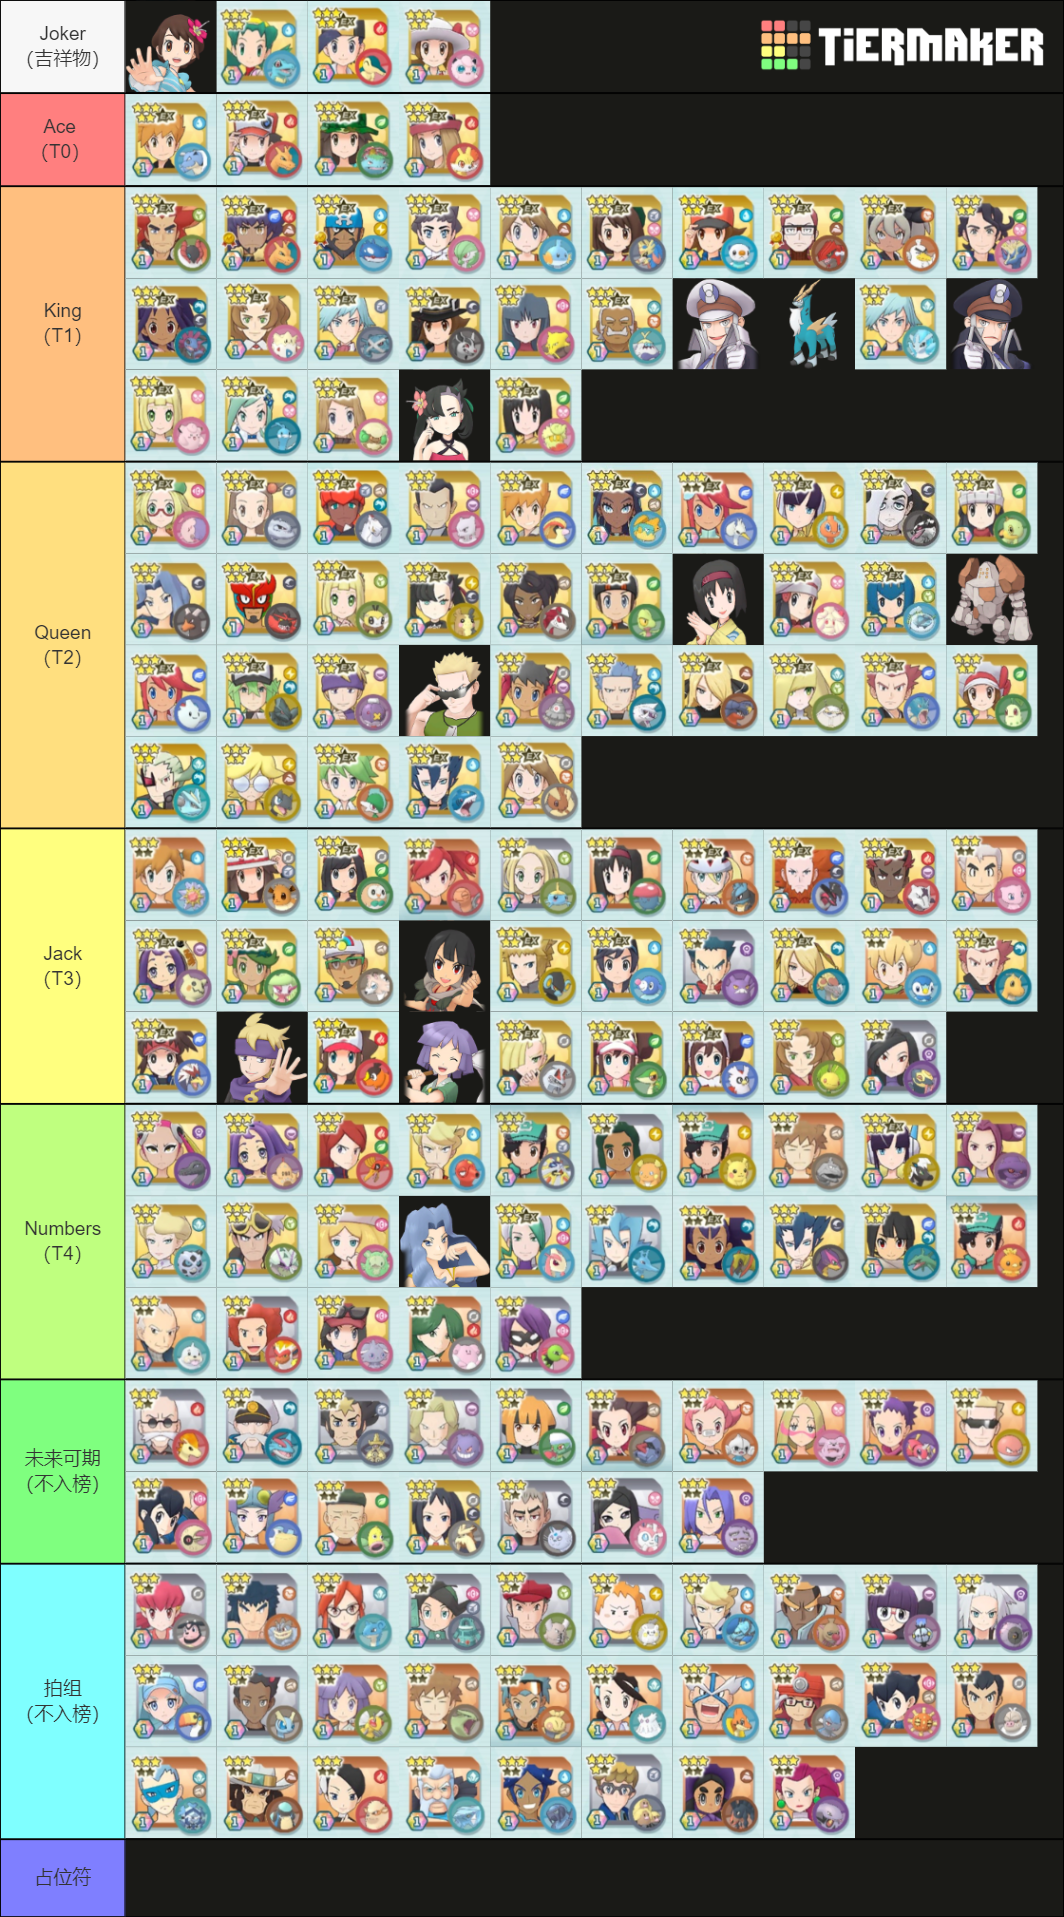 Joker
(吉祥物)
TiERMAKER
Ace
(T0)
King
(T1)
Queen
(T2)
Jack
(T3)
Numbers
(T4)
未来可期
(不入榜)
拍组
(不入榜)
占位符